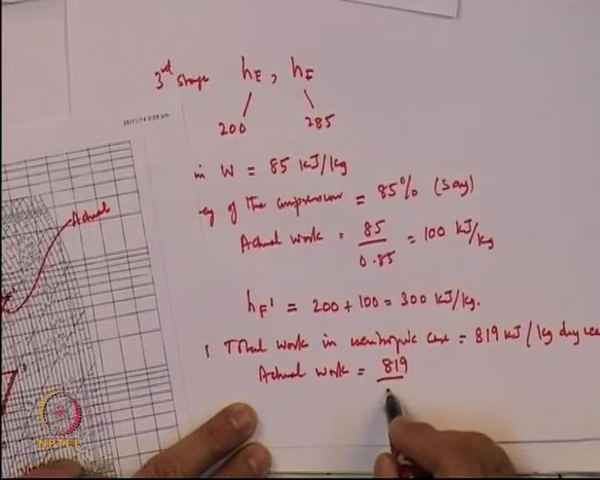 3rd stage hE, hF
200 285
in W = 85 kJ/kg
cy of the compressor = 85% (say)
Actual work = 85/0.85 = 100 kJ/kg
hF' = 200 + 100 = 300 kJ/kg.
Total work in isentropic case = 819 kJ/kg dry
Actual work = 819
Actual
NPTEL